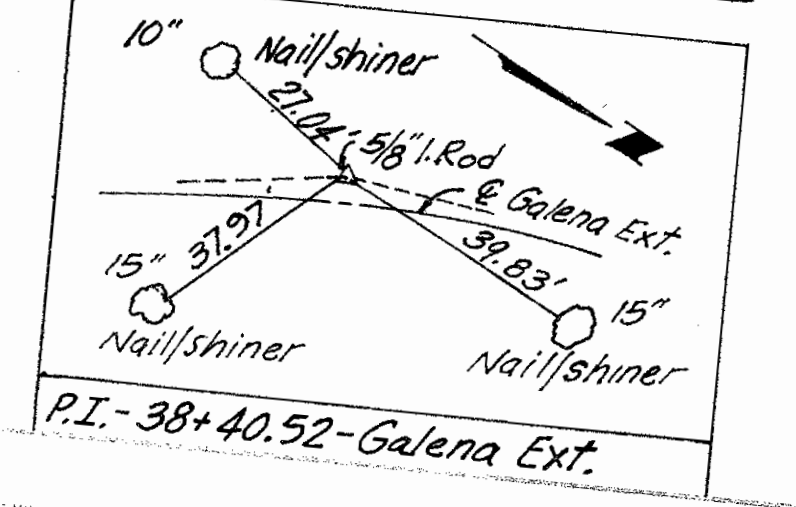 10"
Nail/shiner
27.04'
5/8" I.Rod
℄ Galena Ext.
37.97'
39.83'
15"
Nail/shiner
15"
Nail/shiner
P.I.-38+40.52-Galena Ext.